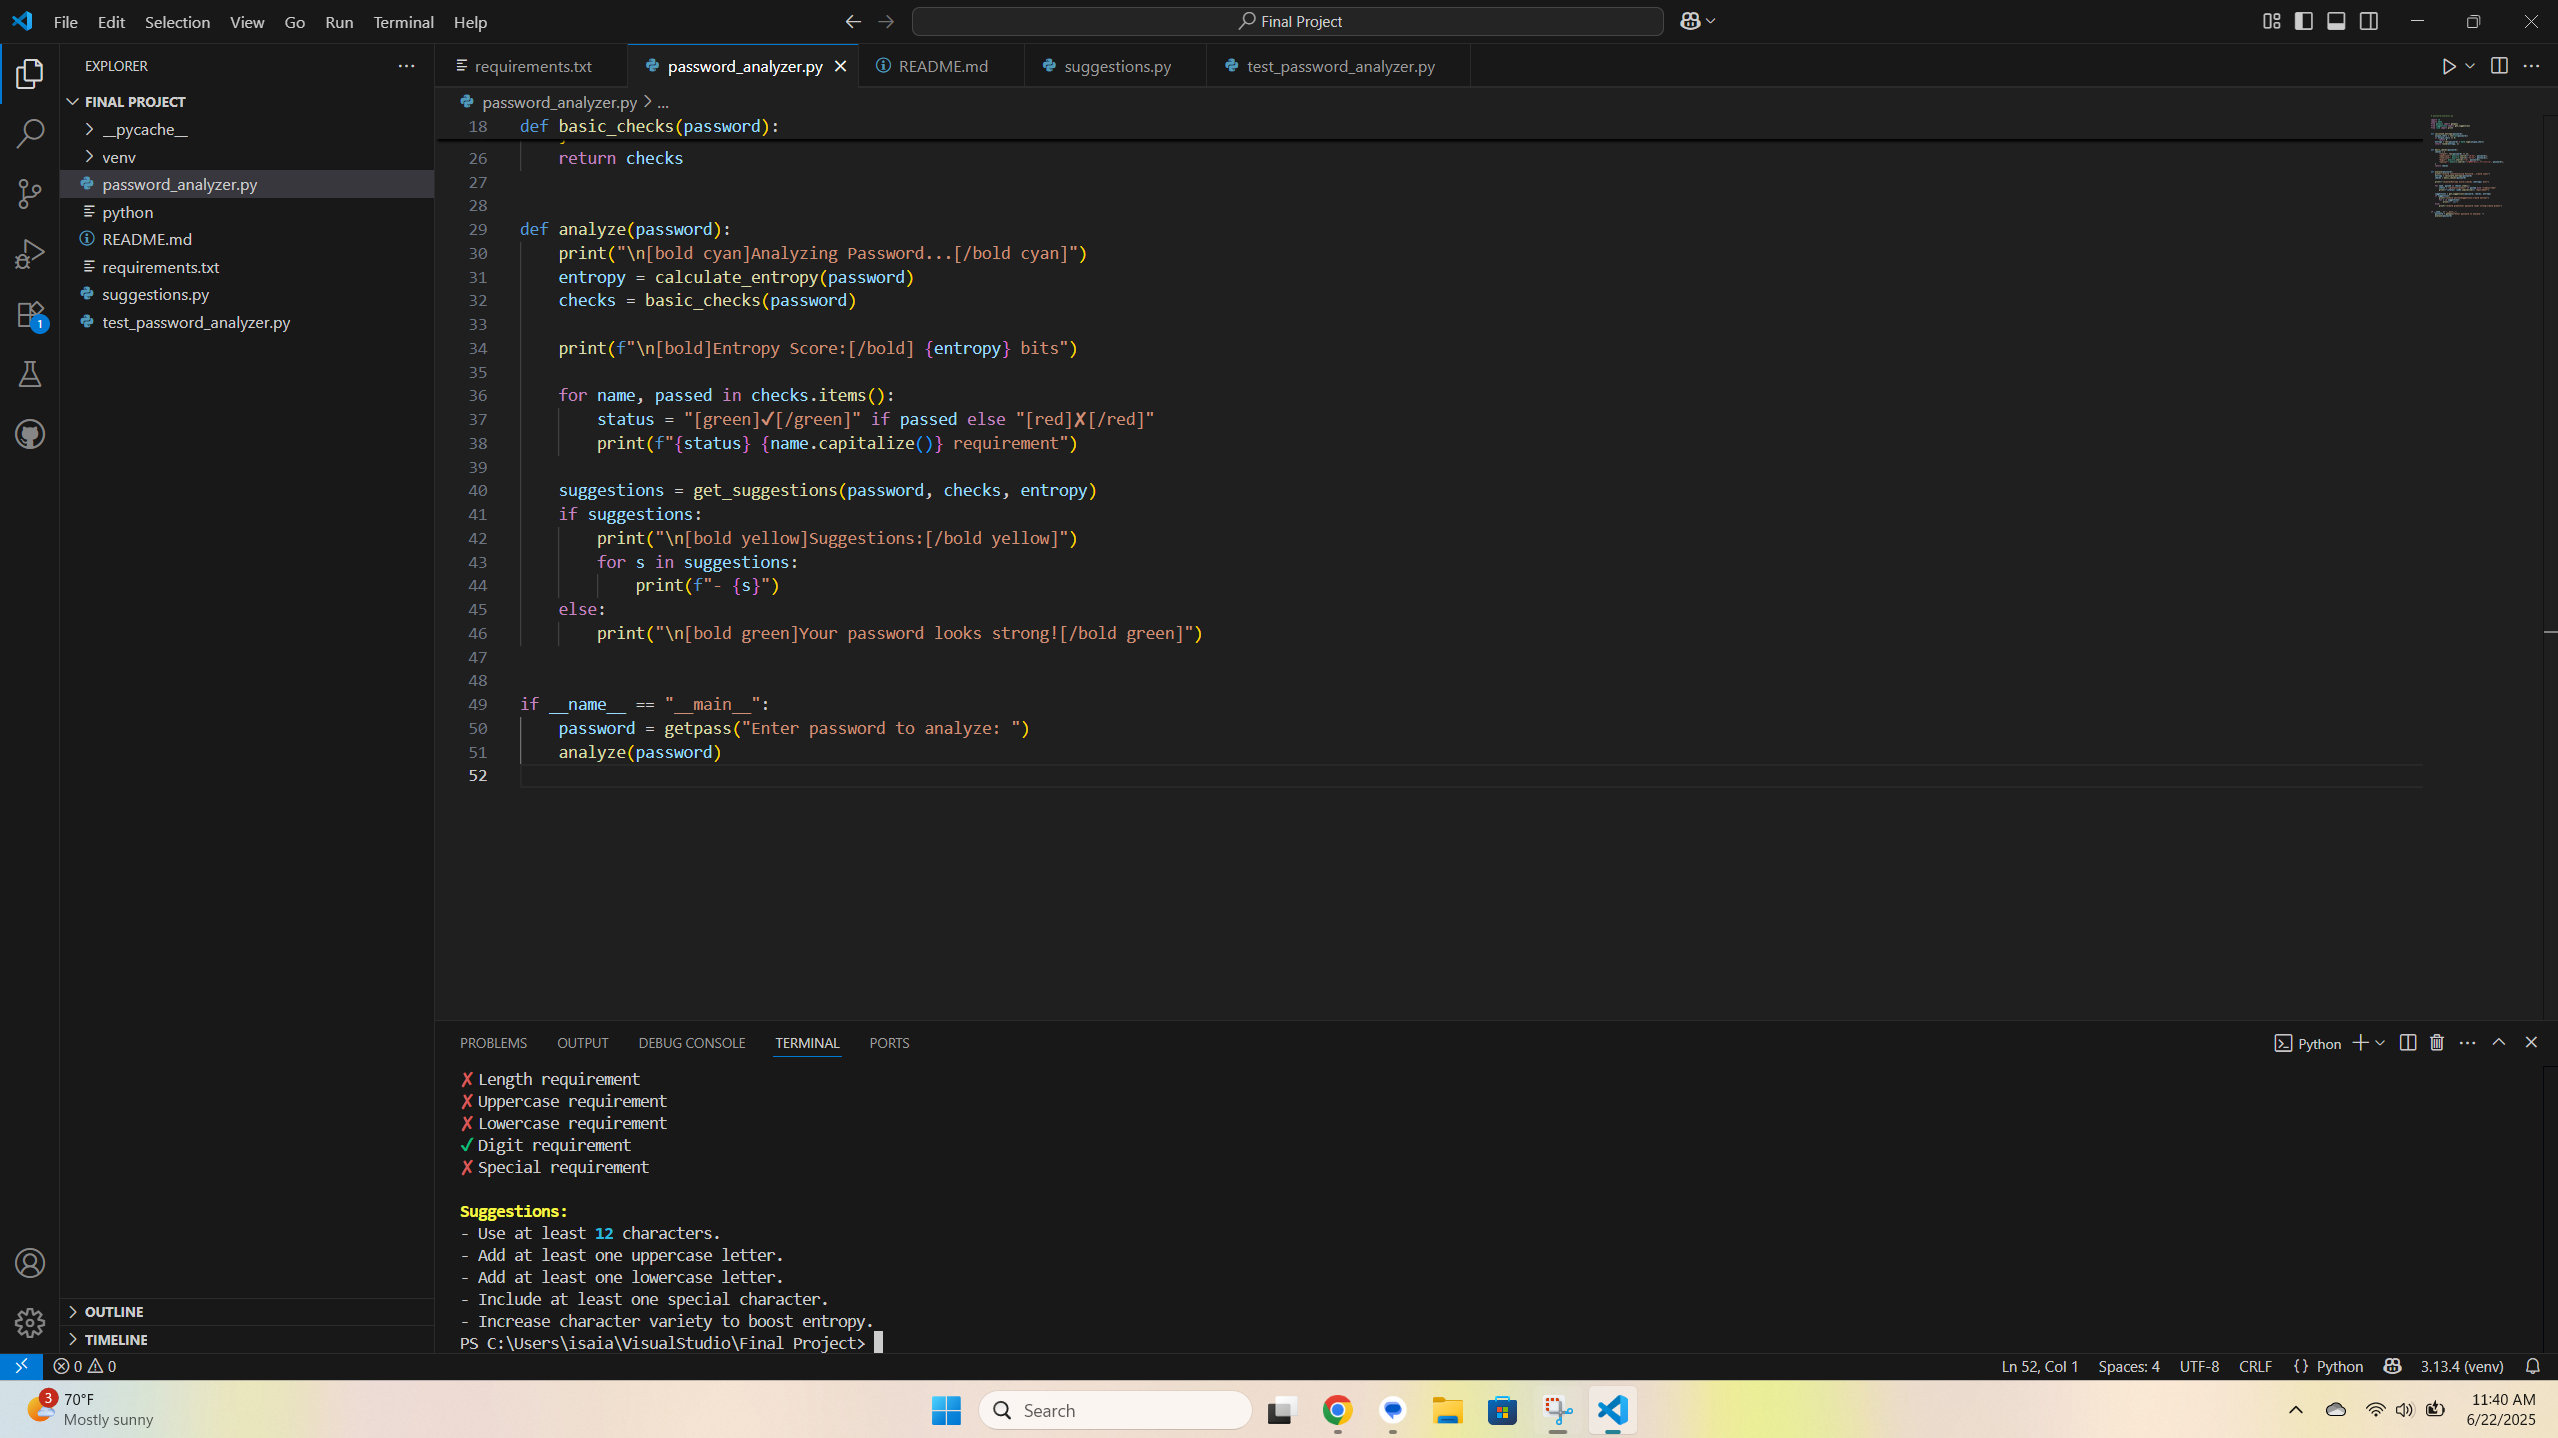 File Edit Selection View Go Run Terminal Help
Final Project
EXPLORER
FINAL PROJECT
__pycache__
venv
password_analyzer.py
python
README.md
requirements.txt
suggestions.py
test_password_analyzer.py
1
OUTLINE
TIMELINE
requirements.txt password_analyzer.py README.md suggestions.py test_password_analyzer.py
password_analyzer.py > ...
18 def basic_checks(password):
26     return checks
27
28
29 def analyze(password):
30     print("\n[bold cyan]Analyzing Password...[/bold cyan]")
31     entropy = calculate_entropy(password)
32     checks = basic_checks(password)
33
34     print(f"\n[bold]Entropy Score:[/bold] {entropy} bits")
35
36     for name, passed in checks.items():
37         status = "[green]✔[/green]" if passed else "[red]✘[/red]"
38         print(f"{status} {name.capitalize()} requirement")
39
40     suggestions = get_suggestions(password, checks, entropy)
41     if suggestions:
42         print("\n[bold yellow]Suggestions:[/bold yellow]")
43         for s in suggestions:
44             print(f"- {s}")
45     else:
46         print("\n[bold green]Your password looks strong![/bold green]")
47
48
49 if __name__ == "__main__":
50     password = getpass("Enter password to analyze: ")
51     analyze(password)
52
PROBLEMS OUTPUT DEBUG CONSOLE TERMINAL PORTS
Python
✘ Length requirement
✘ Uppercase requirement
✘ Lowercase requirement
✔ Digit requirement
✘ Special requirement
Suggestions:
- Use at least 12 characters.
- Add at least one uppercase letter.
- Add at least one lowercase letter.
- Include at least one special character.
- Increase character variety to boost entropy.
PS C:\Users\isaia\VisualStudio\Final Project>
0 0
Ln 52, Col 1 Spaces: 4 UTF-8 CRLF {} Python 3.13.4 (venv)
3
70°F
Mostly sunny
Search
11:40 AM
6/22/2025